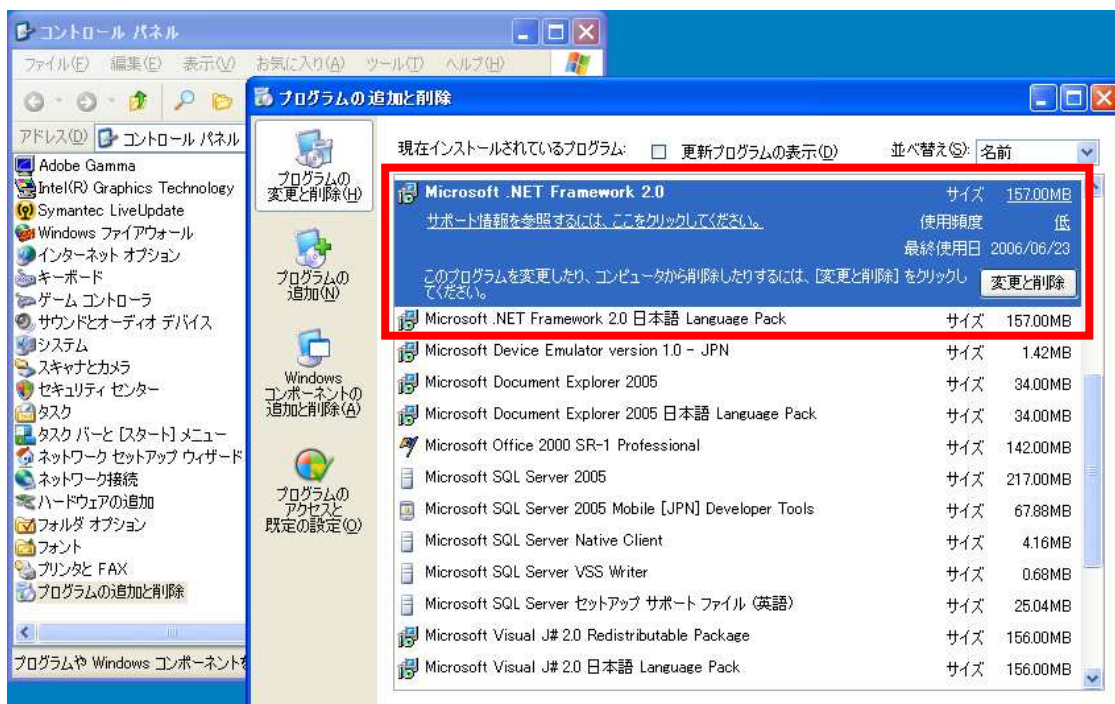 コントロール パネル
ファイル(F) 編集(E) 表示(V) お気に入り(A) ツール(T) ヘルプ(H)
アドレス(D) コントロール パネル
Adobe Gamma
Intel(R) Graphics Technology
Symantec LiveUpdate
Windows ファイアウォール
インターネット オプション
キーボード
ゲーム コントローラ
サウンドとオーディオ デバイス
システム
スキャナとカメラ
セキュリティ センター
タスク
タスク バーと [スタート] メニュー
ネットワーク セットアップ ウィザード
ネットワーク接続
ハードウェアの追加
フォルダ オプション
フォント
プリンタと FAX
プログラムの追加と削除
プログラムや Windows コンポーネントを
プログラムの追加と削除
プログラムの
変更と削除(H)
プログラムの
追加(N)
Windows
コンポーネントの
追加と削除(A)
プログラムの
アクセスと
既定の設定(O)
現在インストールされているプログラム: 更新プログラムの表示(D) 並べ替え(S): 名前
Microsoft .NET Framework 2.0 サイズ 157.00MB
サポート情報を参照するには、ここをクリックしてください。 使用頻度 低
最終使用日 2006/06/23
このプログラムを変更したり、コンピュータから削除したりするには、[変更と削除] をクリックし
てください。 変更と削除
Microsoft .NET Framework 2.0 日本語 Language Pack サイズ 157.00MB
Microsoft Device Emulator version 1.0 - JPN サイズ 1.42MB
Microsoft Document Explorer 2005 サイズ 34.00MB
Microsoft Document Explorer 2005 日本語 Language Pack サイズ 34.00MB
Microsoft Office 2000 SR-1 Professional サイズ 142.00MB
Microsoft SQL Server 2005 サイズ 217.00MB
Microsoft SQL Server 2005 Mobile [JPN] Developer Tools サイズ 67.88MB
Microsoft SQL Server Native Client サイズ 4.16MB
Microsoft SQL Server VSS Writer サイズ 0.68MB
Microsoft SQL Server セットアップ サポート ファイル (英語) サイズ 25.04MB
Microsoft Visual J# 2.0 Redistributable Package サイズ 156.00MB
Microsoft Visual J# 2.0 日本語 Language Pack サイズ 156.00MB